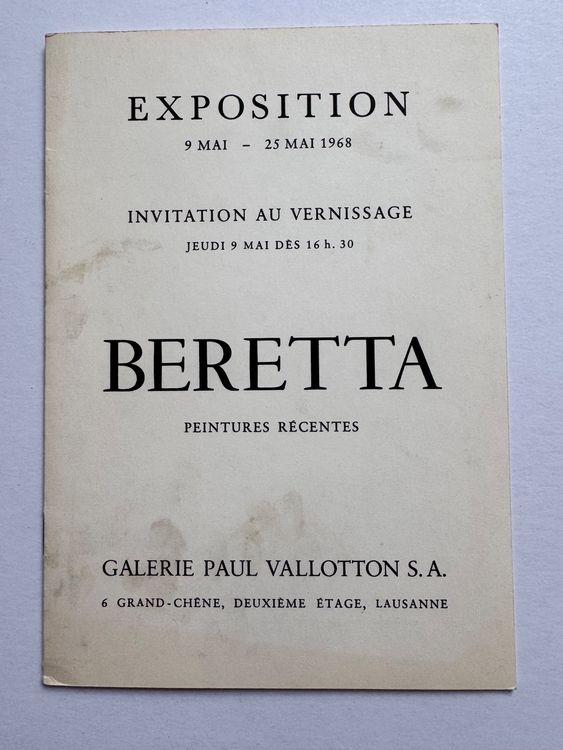 EXPOSITION
9 MAI – 25 MAI 1968
INVITATION AU VERNISSAGE
JEUDI 9 MAI DÈS 16 h. 30
BERETTA
PEINTURES RÉCENTES
GALERIE PAUL VALLOTTON S. A.
6 GRAND-CHÊNE, DEUXIÈME ÉTAGE, LAUSANNE